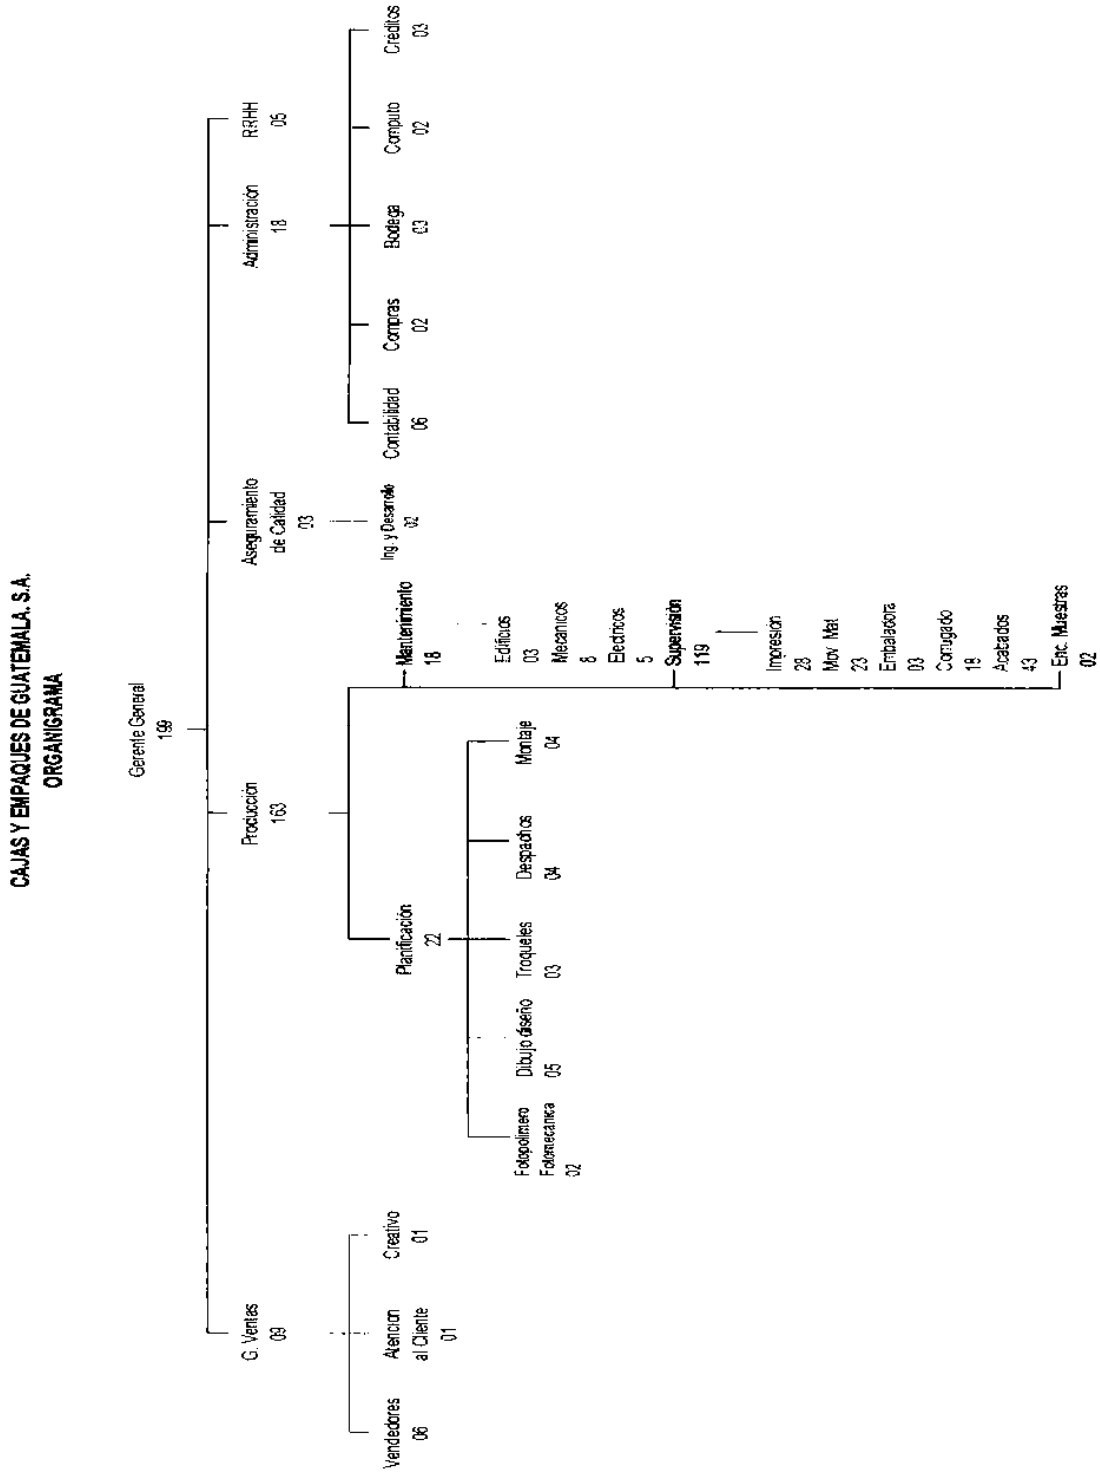 CAJAS Y EMPAQUES DE GUATEMALA. S.A.
ORGANIGRAMA
Gerente General
199
G. Ventas
09
Producción
163
Aseguramiento
de Calidad
03
Administración
18
RRHH
05
Vendedores
06
Atencion
al Cliente
01
Creativo
01
Planificación
22
Mantenimiento
18
Ing. y Desarrollo
02
Contabilidad
06
Compras
02
Bodega
03
Computo
02
Créditos
03
Fotopolimero
Fotomecánica
02
Dibujo diseño
05
Troqueles
03
Despachos
04
Montaje
04
Edificios
03
Mecanicos
8
Electricos
5
Supervisión
119
Impresión
28
Mov. Mat
23
Embaladora
03
Corrugado
18
Acabados
43
Enc. Muestras
02